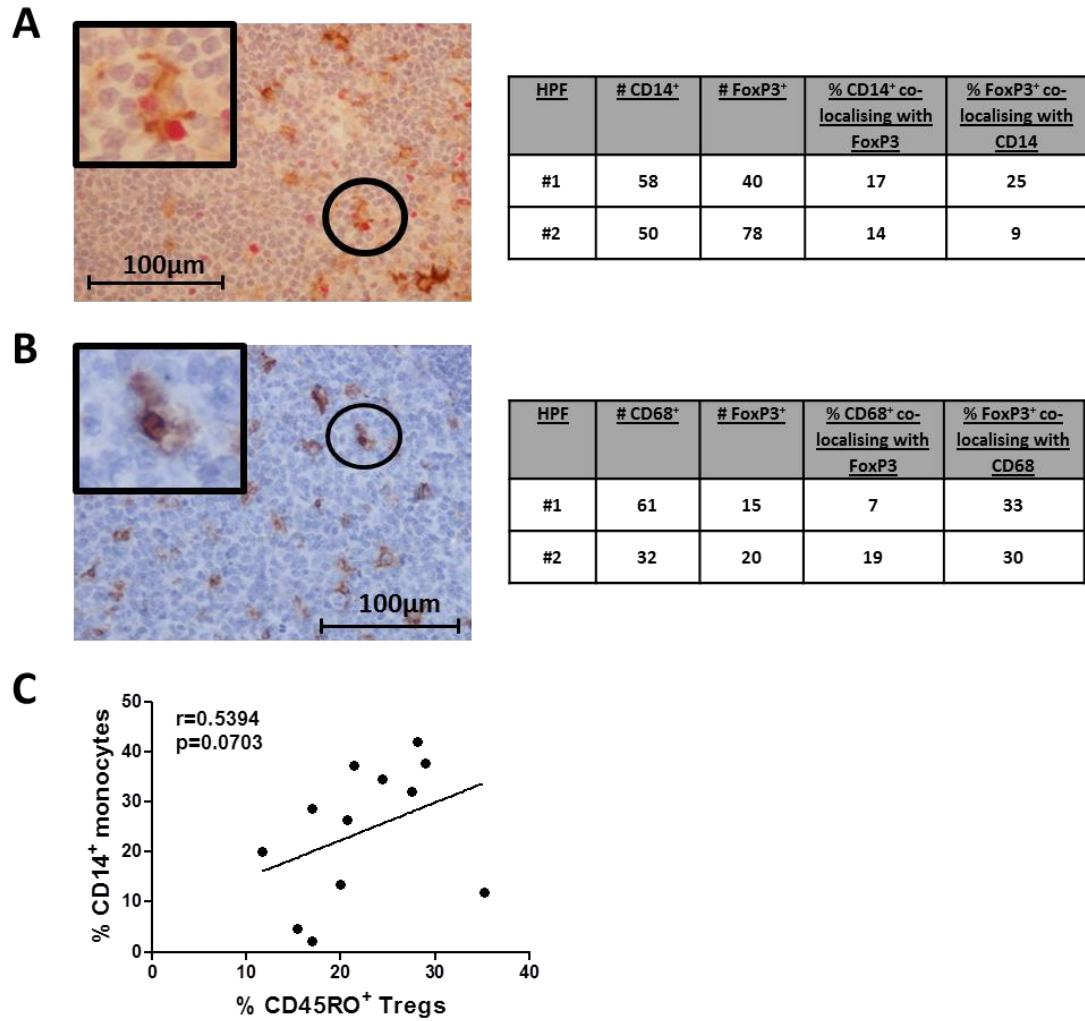 A
100µm
HPF # CD14⁺ # FoxP3⁺ % CD14⁺ co-localising with FoxP3 % FoxP3⁺ co-localising with CD14
#1 58 40 17 25
#2 50 78 14 9
B
100µm
HPF # CD68⁺ # FoxP3⁺ % CD68⁺ co-localising with FoxP3 % FoxP3⁺ co-localising with CD68
#1 61 15 7 33
#2 32 20 19 30
C
r=0.5394
p=0.0703
% CD14⁺ monocytes
50
40
30
20
10
0
0 10 20 30 40
% CD45RO⁺ Tregs